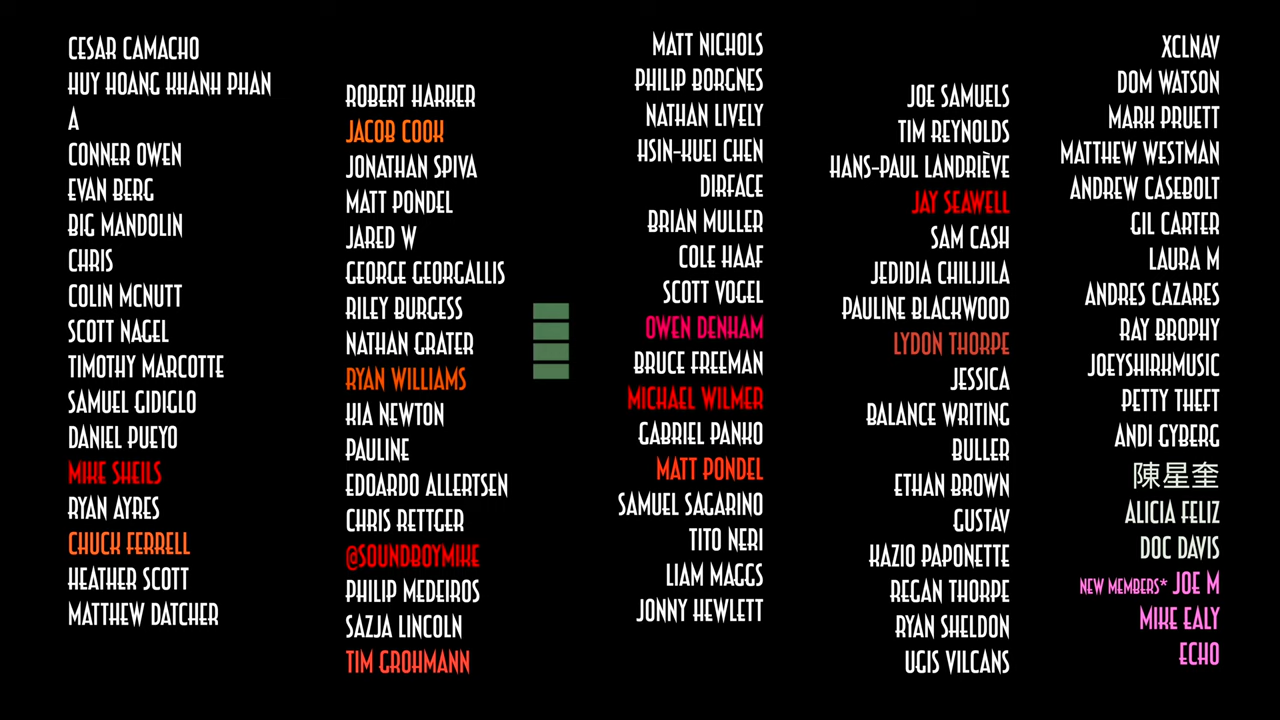 CESAR CAMACHO
HUY HOANG KHANH PHAN
A
CONNER OWEN
EVAN BERG
BIG MANDOLIN
CHRIS
COLIN MCNUTT
SCOTT NAGEL
TIMOTHY MARCOTTE
SAMUEL GIDIGLO
DANIEL PUEYO
MIKE SHEILS
RYAN AYRES
CHUCK FERRELL
HEATHER SCOTT
MATTHEW DATCHER
ROBERT HARKER
JACOB COOK
JONATHAN SPIVA
MATT PONDEL
JARED W
GEORGE GEORGALLIS
RILEY BURGESS
NATHAN GRATER
RYAN WILLIAMS
KIA NEWTON
PAULINE
EDOARDO ALLERTSEN
CHRIS RETTGER
@SOUNDBOYMIKE
PHILIP MEDEIROS
SAZJA LINCOLN
TIM GROHMANN
MATT NICHOLS
PHILIP BORGNES
NATHAN LIVELY
HSIN-KUEI CHEN
DIRFACE
BRIAN MULLER
COLE HAAF
SCOTT VOGEL
OWEN DENHAM
BRUCE FREEMAN
MICHAEL WILMER
GABRIEL PANKO
MATT PONDEL
SAMUEL SAGARINO
TITO NERI
LIAM MAGGS
JONNY HEWLETT
JOE SAMUELS
TIM REYNOLDS
HANS-PAUL LANDRIÈVE
JAY SEAWELL
SAM CASH
JEDIDIA CHILIJILA
PAULINE BLACKWOOD
LYDON THORPE
JESSICA
BALANCE WRITING
BULLER
ETHAN BROWN
GUSTAV
KAZIO PAPONETTE
REGAN THORPE
RYAN SHELDON
UGIS VILCANS
XCLNAV
DOM WATSON
MARK PRUETT
MATTHEW WESTMAN
ANDREW CASEBOLT
GIL CARTER
LAURA M
ANDRES CAZARES
RAY BROPHY
JOEYSHIRKMUSIC
PETTY THEFT
ANDI GYBERG
陳星奎
ALICIA FELIZ
DOC DAVIS
NEW MEMBERS* JOE M
MIKE EALY
ECHO